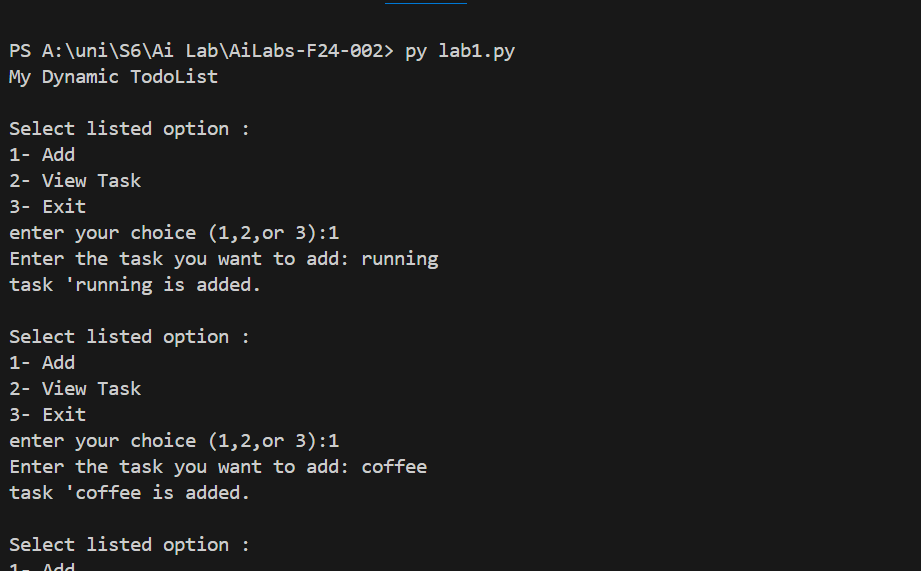 PS A:\uni\S6\Ai Lab\AiLabs-F24-002> py lab1.py
My Dynamic TodoList
Select listed option :
1- Add
2- View Task
3- Exit
enter your choice (1,2,or 3):1
Enter the task you want to add: running
task 'running is added.
Select listed option :
1- Add
2- View Task
3- Exit
enter your choice (1,2,or 3):1
Enter the task you want to add: coffee
task 'coffee is added.
Select listed option :
1- Add